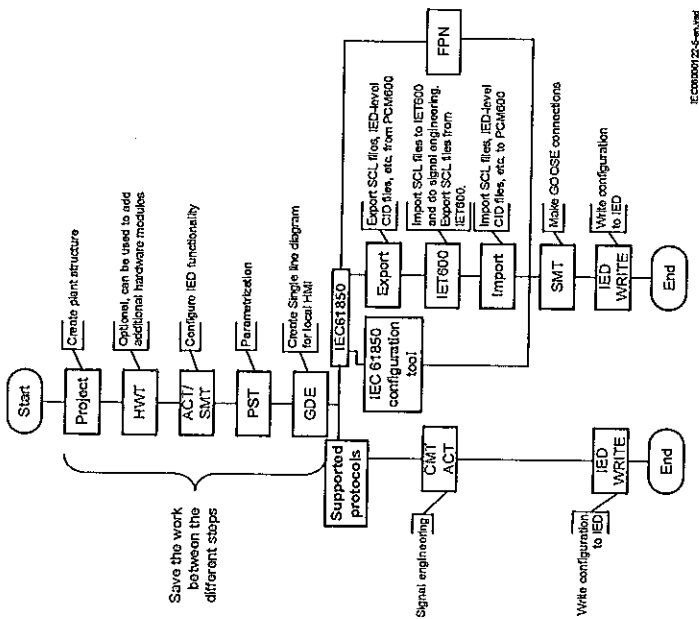 Start
Project
Create plant structure
HWT
Optional, can be used to add
additional hardware modules
ACT/
SMT
Configure IED functionality
PST
Parametrization
GDE
Create Single line diagram
for local HMI
Save the work
between the
different steps
Supported
protocols
IEC61850
Signal engineering
CMT
ACT
IEC 61850
configuration
tool
Export
Export SCL files, IED-level
CID files, etc. from PCM600
FPN
IET600
Import SCL files to IET600
and do signal engineering.
Export SCL files from
IET600.
Import
Import SCL files, IED-level
CID files, etc. to PCM600
SMT
Make GOOSE connections
Write configuration
to IED
IED
WRITE
IED
WRITE
Write configuration
to IED
End
End